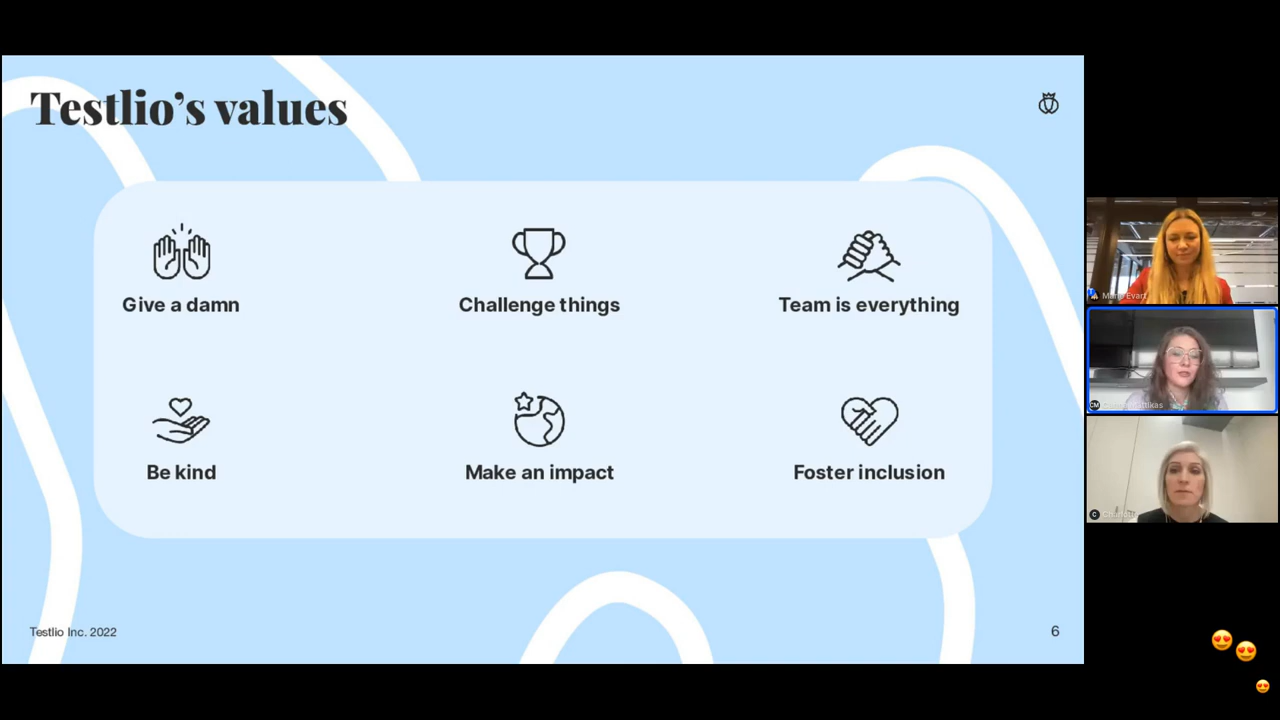 Testlio’s values
Give a damn
Challenge things
Team is everything
Be kind
Make an impact
Foster inclusion
Testlio Inc. 2022
6
CM
C